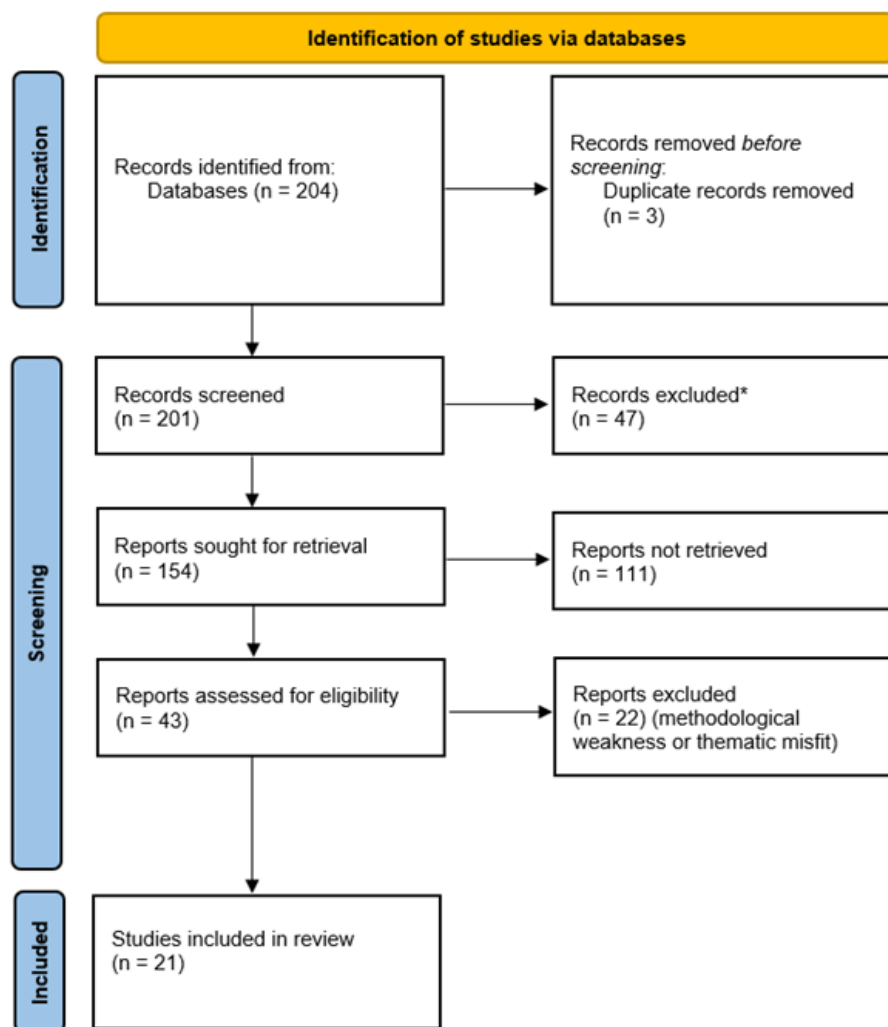 Identification of studies via databases
Identification
Records identified from:
Databases (n = 204)
Records removed before
screening:
Duplicate records removed
(n = 3)
Screening
Records screened
(n = 201)
Records excluded*
(n = 47)
Reports sought for retrieval
(n = 154)
Reports not retrieved
(n = 111)
Reports assessed for eligibility
(n = 43)
Reports excluded
(n = 22) (methodological
weakness or thematic misfit)
Included
Studies included in review
(n = 21)